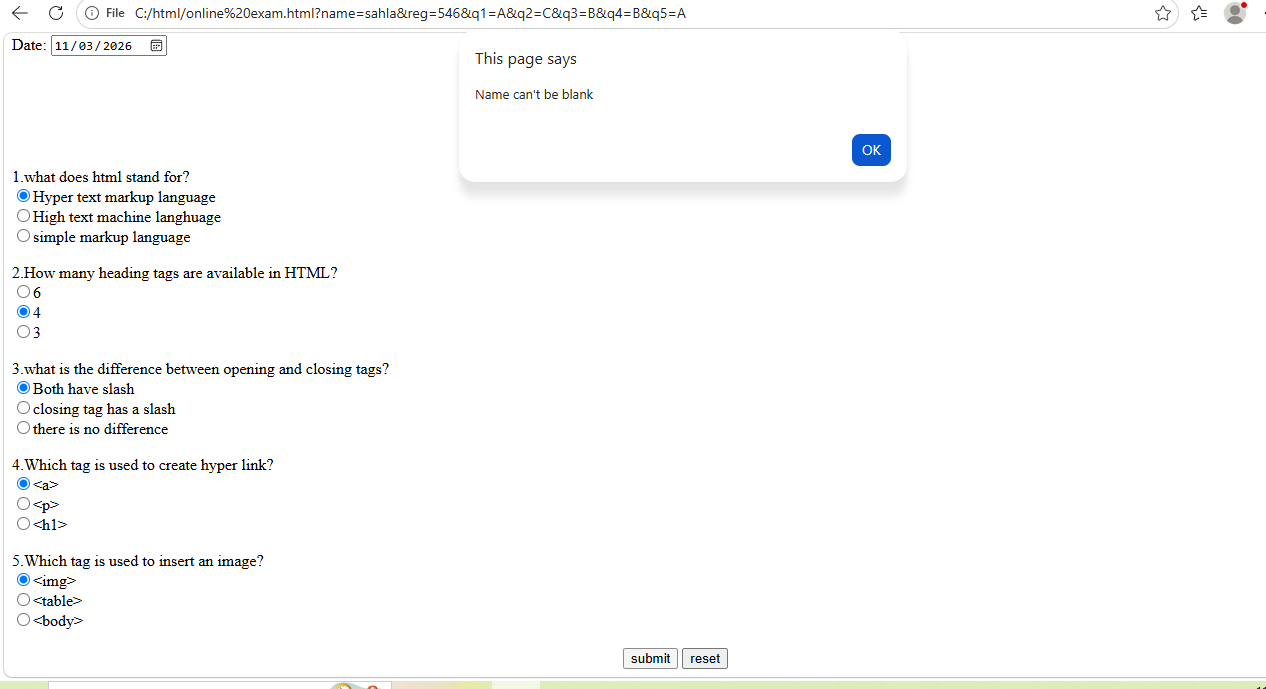 File C:/html/online%20exam.html?name=sahla&reg=546&q1=A&q2=C&q3=B&q4=B&q5=A
Date: 11/03/2026
This page says
Name can't be blank
OK
1.what does html stand for?
Hyper text markup language
High text machine langhuage
simple markup language
2.How many heading tags are available in HTML?
6
4
3
3.what is the difference between opening and closing tags?
Both have slash
closing tag has a slash
there is no difference
4.Which tag is used to create hyper link?
<a>
<p>
<h1>
5.Which tag is used to insert an image?
<img>
<table>
<body>
submit reset